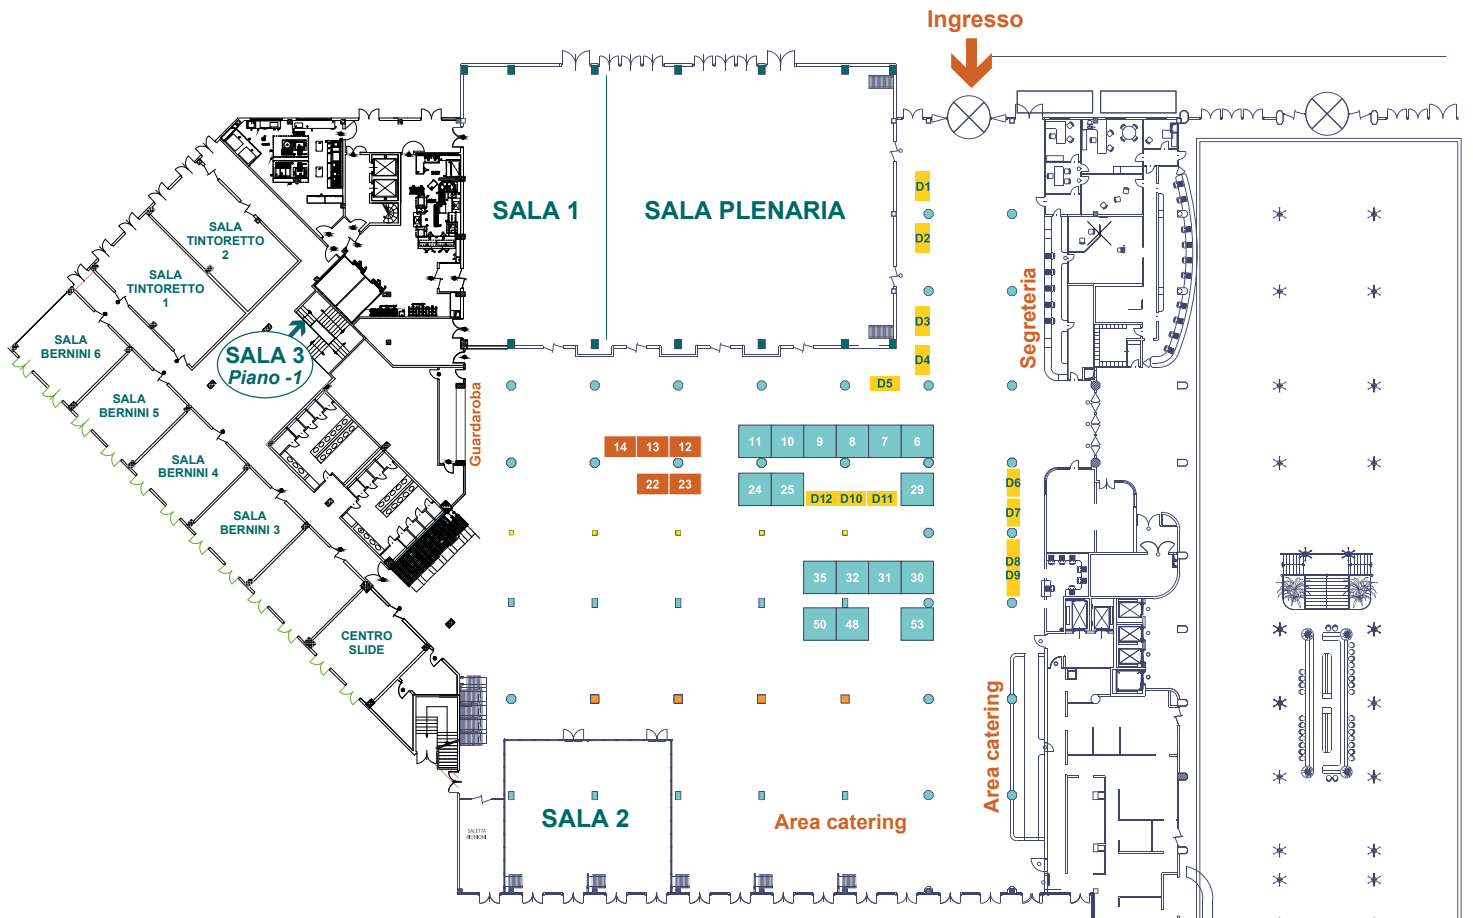 Ingresso
D1
SALA 1
SALA PLENARIA
SALA
TINTORETTO
2
D2
SALA
TINTORETTO
1
Segreteria
D3
SALA
BERNINI 6
SALA 3
Piano -1
D4
D5
SALA
BERNINI 5
Guardaroba
14
13
12
11
10
9
8
7
6
SALA
BERNINI 4
22
23
24
25
D12
D10
D11
29
D6
D7
SALA
BERNINI 3
D8
D9
35
32
31
30
50
48
53
CENTRO
SLIDE
Area catering
SALA 2
Area catering
SALETTA
RIUNIONI